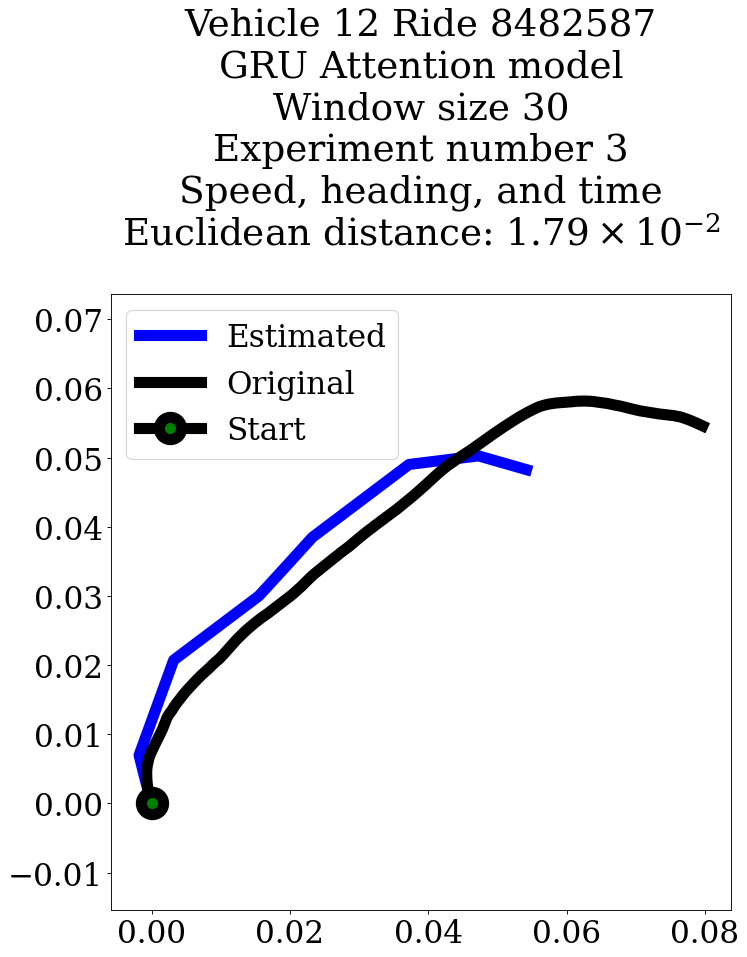 Vehicle 12 Ride 8482587
GRU Attention model
Window size 30
Experiment number 3
Speed, heading, and time
Euclidean distance: 1.79 × 10⁻²
Estimated
Original
Start
0.07
0.06
0.05
0.04
0.03
0.02
0.01
0.00
−0.01
0.00 0.02 0.04 0.06 0.08